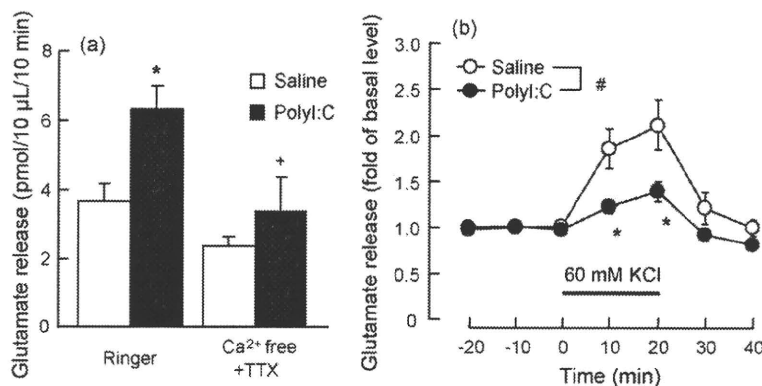 (a)
Glutamate release (pmol/10 µL/10 min)
8
6
4
2
0
*
+
Saline
PolyI:C
Ringer
Ca²⁺ free
+TTX
(b)
Glutamate release (fold of basal level)
3.0
2.5
2.0
1.5
1.0
0.5
0
Saline
PolyI:C
#
*
*
60 mM KCl
-20 -10 0 10 20 30 40
Time (min)